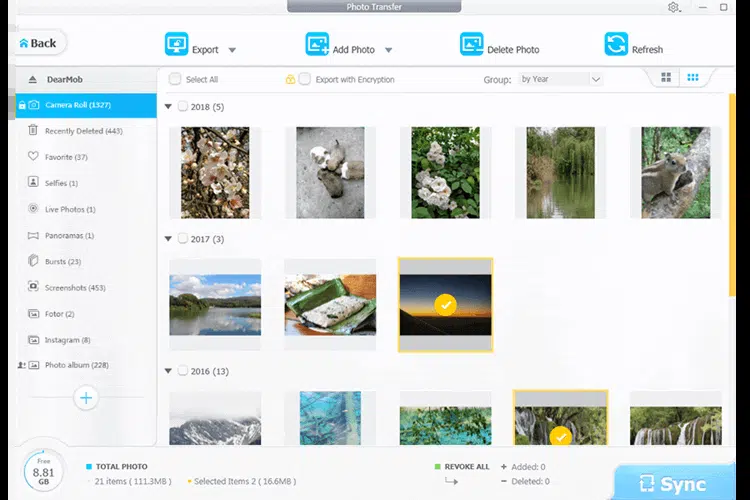 Photo Transfer
Back
Export
Add Photo
Delete Photo
Refresh
DearMob
Select All
Export with Encryption
Group: by Year
Camera Roll (1327)
Recently Deleted (443)
Favorite (37)
Selfies (1)
Live Photos (1)
Panoramas (1)
Bursts (23)
Screenshots (453)
Fotor (2)
Instagram (8)
Photo album (228)
2018 (5)
2017 (3)
2016 (13)
Free
8.81
GB
TOTAL PHOTO
21 items ( 111.3MB )
Selected Items 2 ( 16.6MB )
REVOKE ALL
Added: 0
Deleted: 0
Sync